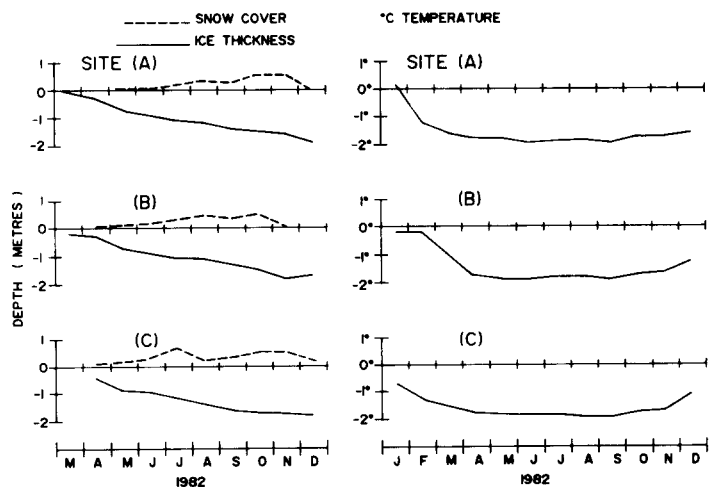 SNOW COVER
ICE THICKNESS
°C TEMPERATURE
SITE (A)
SITE (A)
1
0
-1
-2
1°
0°
-1°
-2°
(B)
(B)
1
0
-1
-2
1°
0°
-1°
-2°
(C)
(C)
1
0
-1
-2
1°
0°
-1°
-2°
DEPTH ( METRES )
M A M J J A S O N D
1982
J F M A M J J A S O N D
1982